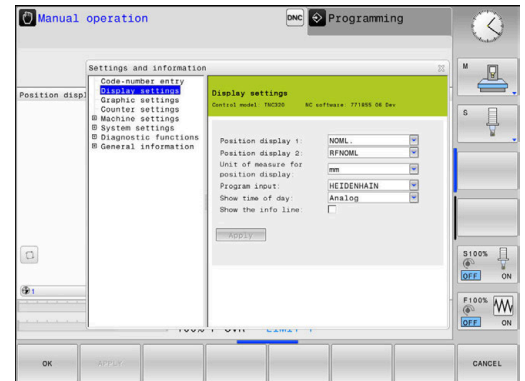 Manual operation
DNC
Programming
Settings and information
Position disp
Code-number entry
Display settings
Graphic settings
Counter settings
Machine settings
System settings
Diagnostic functions
General information
Display settings
Control model: TNC320 NC software: 771855 06 Dev
Position display 1: NOML.
Position display 2: RFNOML
Unit of measure for
position display: mm
Program input: HEIDENHAIN
Show time of day: Analog
Show the info line:
Apply
M
S
S100%
OFF ON
F100%
OFF ON
1
OK
APPLY
CANCEL